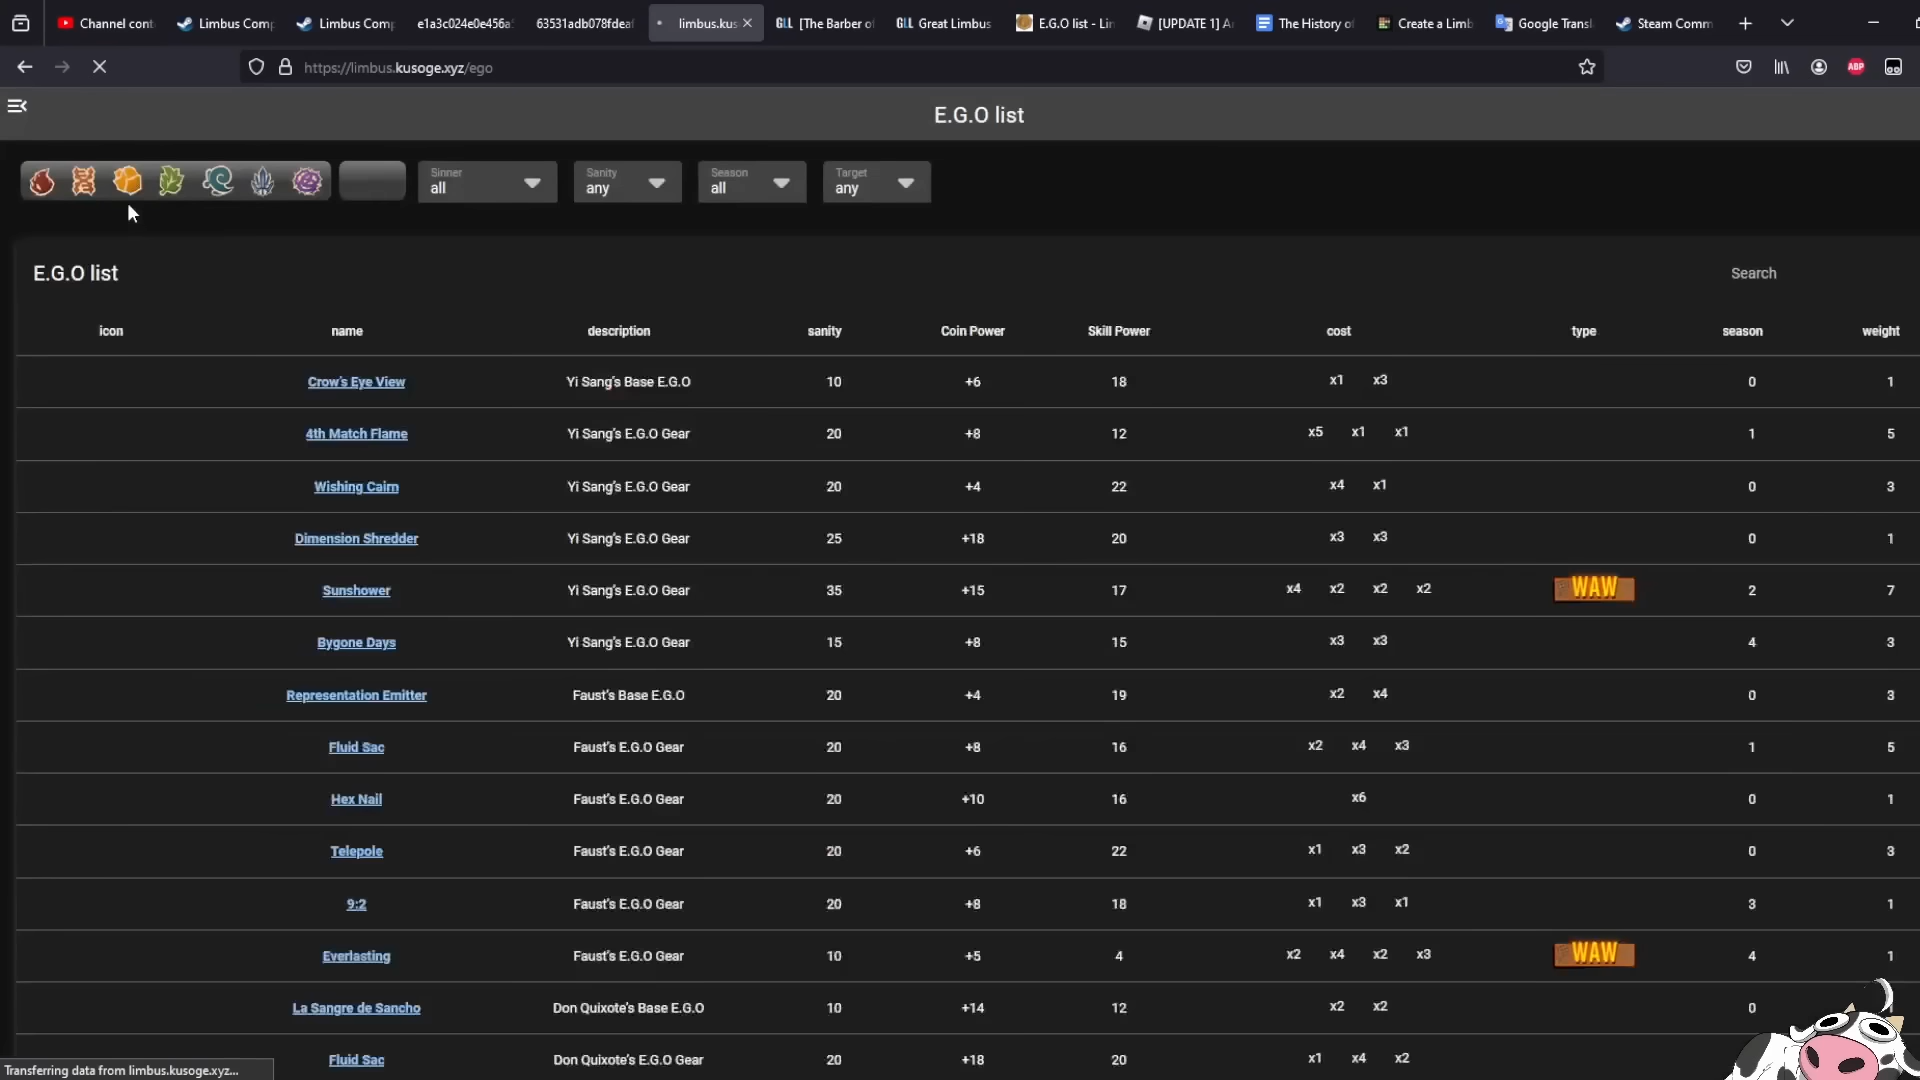 Channel cont
Limbus Comp
Limbus Comp
e1a3c024e0e456a
63531adb078fdeaf
limbus.kus
GLL [The Barber of
GLL Great Limbus
E.G.O list - Lim
[UPDATE 1] A
The History of
Create a Limb
Google Transl
Steam Comm
https://limbus.kusoge.xyz/ego
ABP
E.G.O list
Sinner all
Sanity any
Season all
Target any
E.G.O list
Search
icon name description sanity Coin Power Skill Power cost type season weight
Crow's Eye View Yi Sang's Base E.G.O 10 +6 18 x1 x3 0 1
4th Match Flame Yi Sang's E.G.O Gear 20 +8 12 x5 x1 x1 1 5
Wishing Cairn Yi Sang's E.G.O Gear 20 +4 22 x4 x1 0 3
Dimension Shredder Yi Sang's E.G.O Gear 25 +18 20 x3 x3 0 1
Sunshower Yi Sang's E.G.O Gear 35 +15 17 x4 x2 x2 x2 WAW 2 7
Bygone Days Yi Sang's E.G.O Gear 15 +8 15 x3 x3 4 3
Representation Emitter Faust's Base E.G.O 20 +4 19 x2 x4 0 3
Fluid Sac Faust's E.G.O Gear 20 +8 16 x2 x4 x3 1 5
Hex Nail Faust's E.G.O Gear 20 +10 16 x6 0 1
Telepole Faust's E.G.O Gear 20 +6 22 x1 x3 x2 0 3
9:2 Faust's E.G.O Gear 20 +8 18 x1 x3 x1 3 1
Everlasting Faust's E.G.O Gear 10 +5 4 x2 x4 x2 x3 WAW 4 1
La Sangre de Sancho Don Quixote's Base E.G.O 10 +14 12 x2 x2 0
Fluid Sac Don Quixote's E.G.O Gear 20 +18 20 x1 x4 x2
Transferring data from limbus.kusoge.xyz...